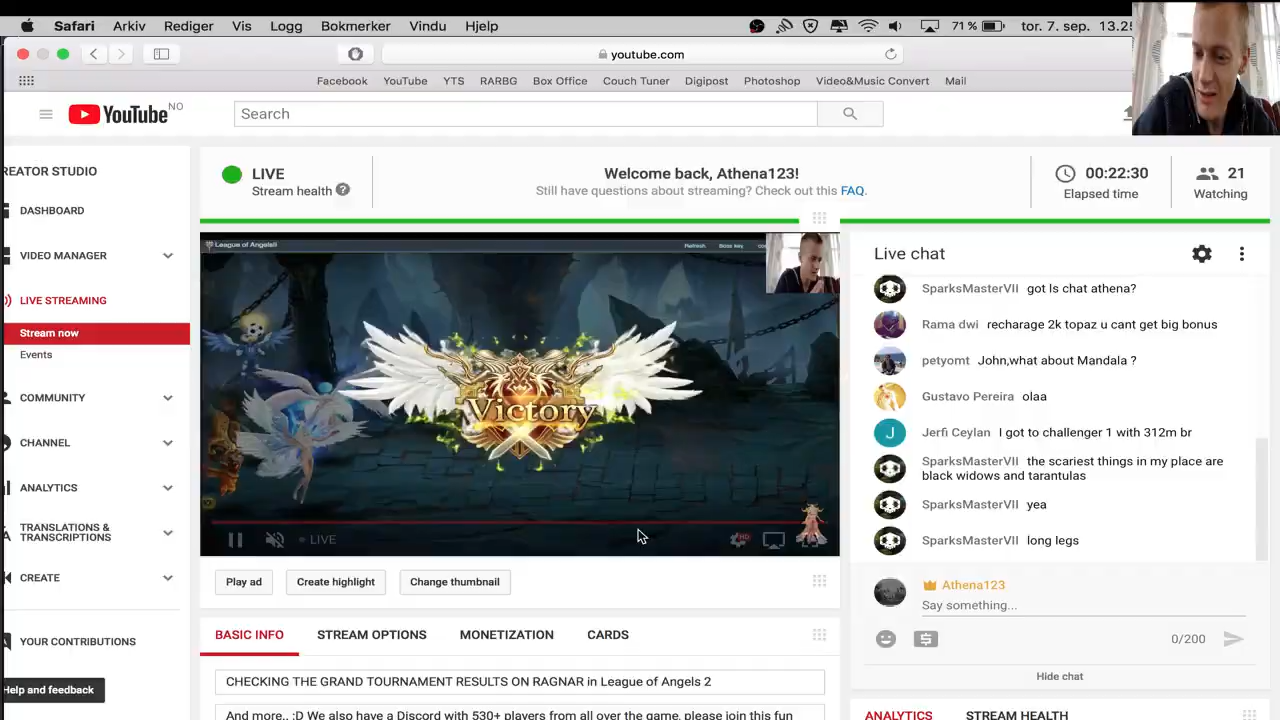 Safari Arkiv Rediger Vis Logg Bokmerker Vindu Hjelp 71 % tor. 7. sep. 13.25
youtube.com
Facebook YouTube YTS RARBG Box Office Couch Tuner Digipost Photoshop Video&Music Convert Mail
YouTube NO
Search
REATOR STUDIO
DASHBOARD
VIDEO MANAGER
LIVE STREAMING
Stream now
Events
COMMUNITY
CHANNEL
ANALYTICS
TRANSLATIONS &
TRANSCRIPTIONS
CREATE
YOUR CONTRIBUTIONS
Help and feedback
LIVE
Stream health ?
Welcome back, Athena123!
Still have questions about streaming? Check out this FAQ.
00:22:30
Elapsed time
21
Watching
League of AngelsII
Refresh
Boss key
Victory
LIVE
HD
Play ad Create highlight Change thumbnail
BASIC INFO STREAM OPTIONS MONETIZATION CARDS
CHECKING THE GRAND TOURNAMENT RESULTS ON RAGNAR in League of Angels 2
And more.. :D We also have a Discord with 530+ players from all over the game, please join this fun
Live chat
SparksMasterVII got ls chat athena?
Rama dwi recharage 2k topaz u cant get big bonus
petyomt John,what about Mandala ?
Gustavo Pereira olaa
J Jerfi Ceylan I got to challenger 1 with 312m br
SparksMasterVII the scariest things in my place are
black widows and tarantulas
SparksMasterVII yea
SparksMasterVII long legs
Athena123
Say something...
0/200
Hide chat
ANALYTICS STREAM HEALTH